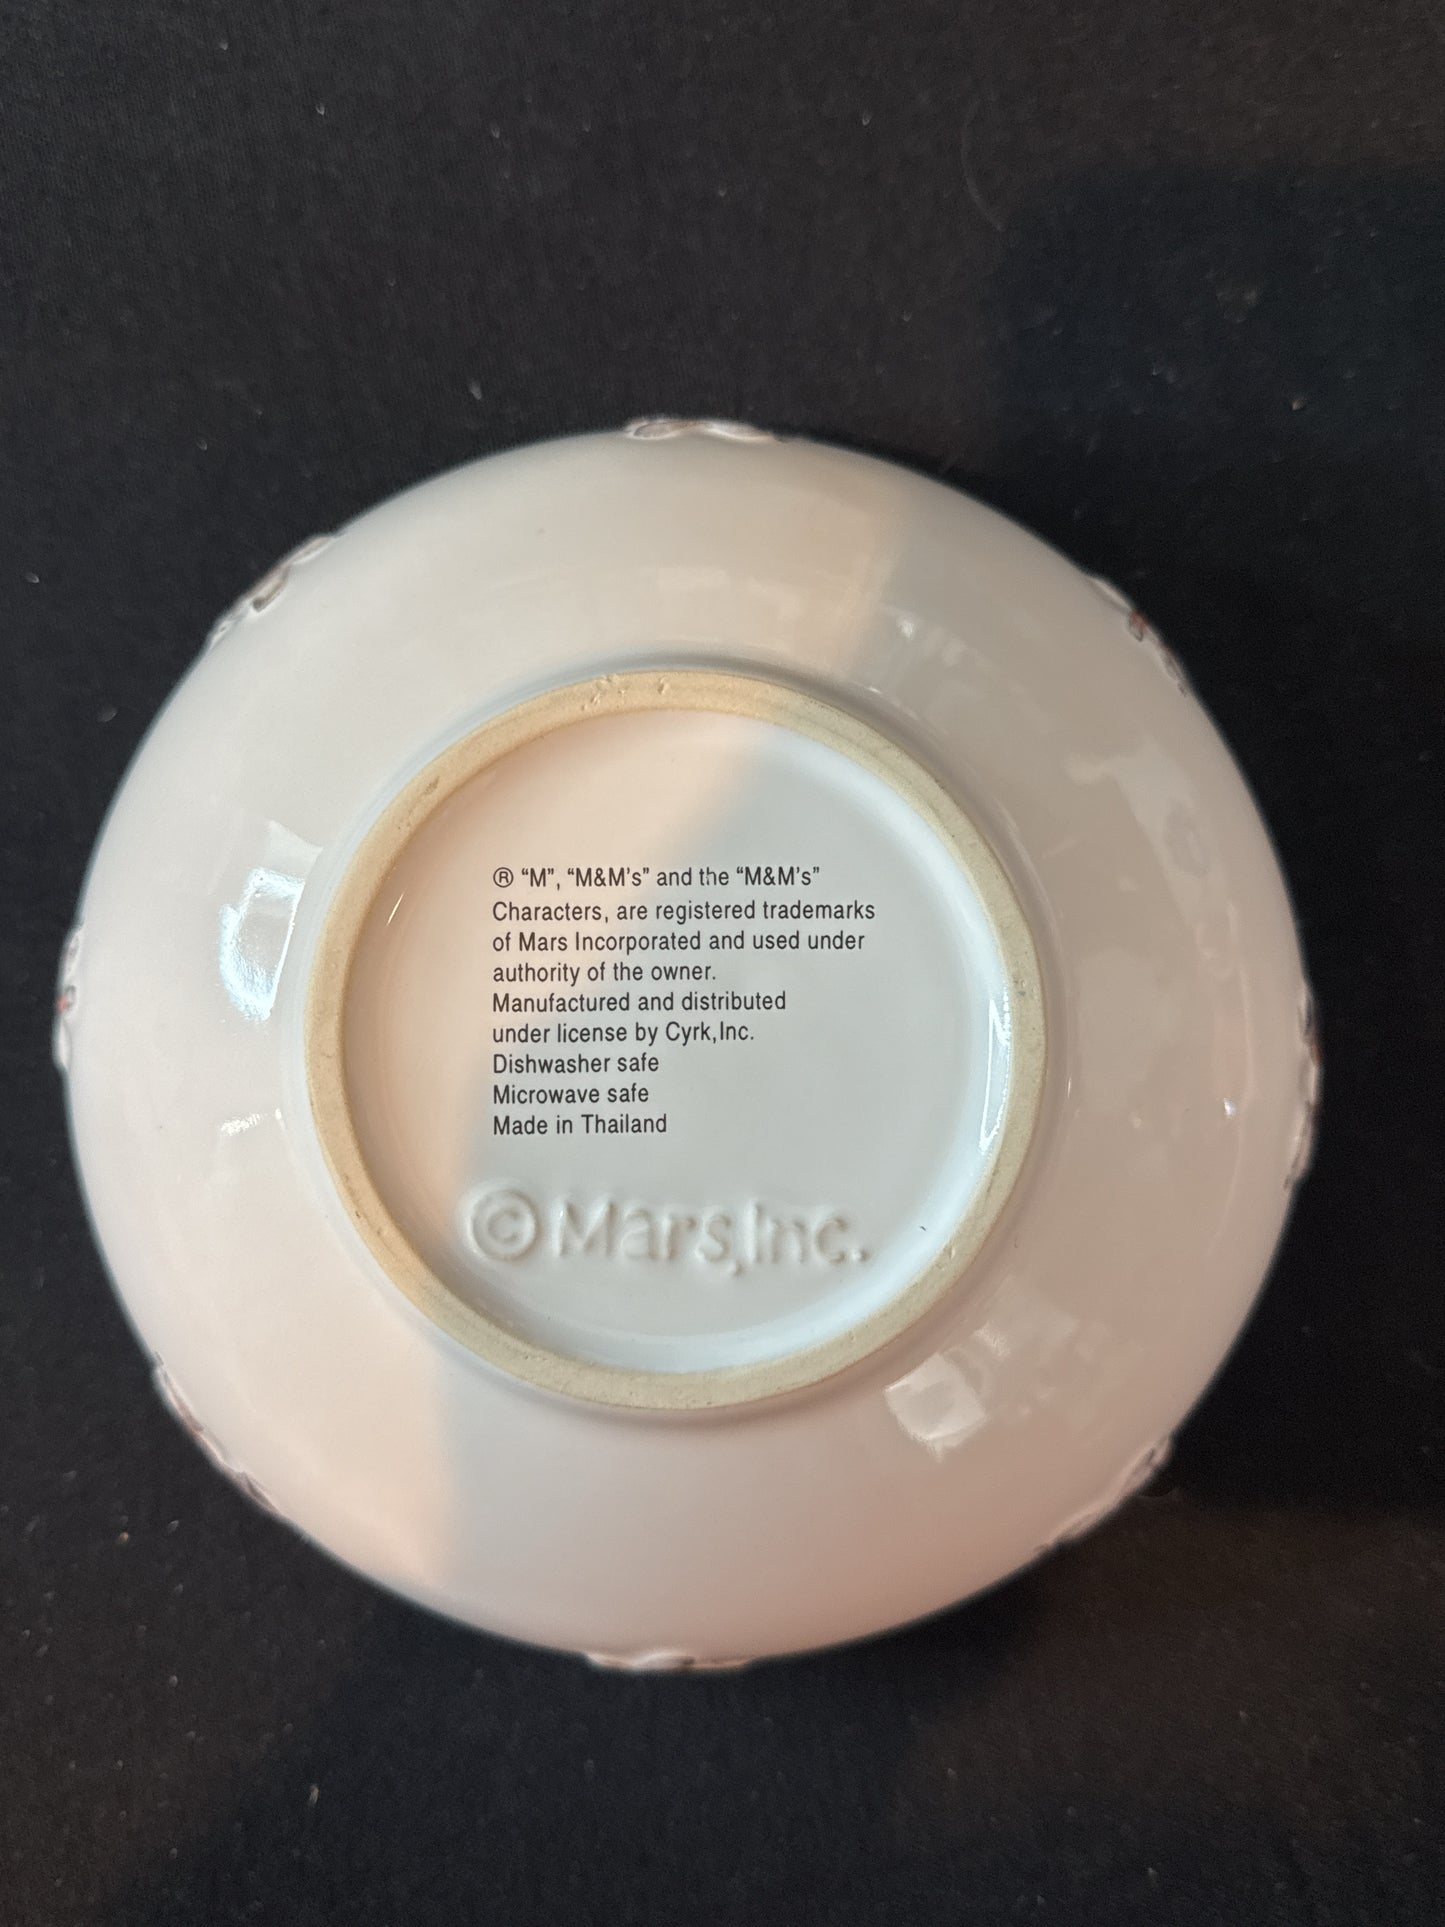 ® “M”, “M&M's” and the “M&M's”
Characters, are registered trademarks
of Mars Incorporated and used under
authority of the owner.
Manufactured and distributed
under license by Cyrk,Inc.
Dishwasher safe
Microwave safe
Made in Thailand
© Mars,Inc.